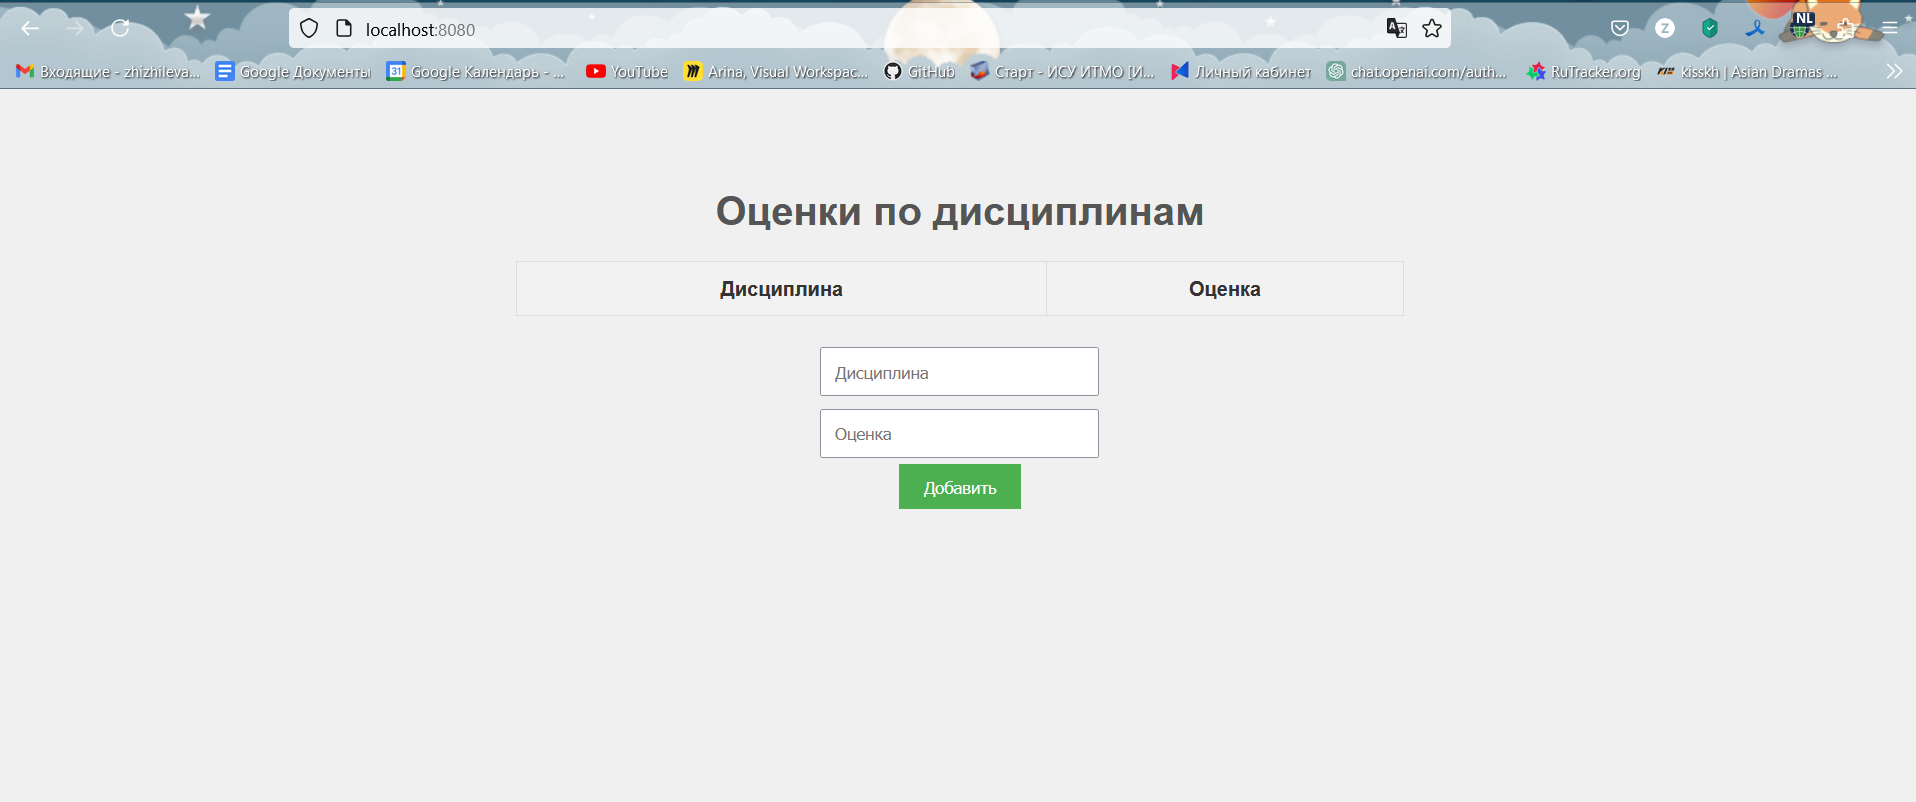 localhost:8080
NL
Z
Входящие - zhizhileva... Google Документы 31 Google Календарь - ... YouTube Arina, Visual Workspac... GitHub Старт - ИСУ ИТМО [И... Личный кабинет chat.openai.com/auth... RuTracker.org kisskh | Asian Dramas ...
Оценки по дисциплинам
Дисциплина Оценка
Дисциплина
Оценка
Добавить